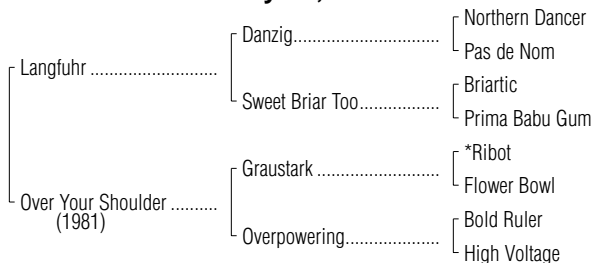 Northern Dancer
Danzig
Pas de Nom
Langfuhr
Briartic
Sweet Briar Too
Prima Babu Gum
*Ribot
Graustark
Flower Bowl
Over Your Shoulder
(1981)
Bold Ruler
Overpowering
High Voltage